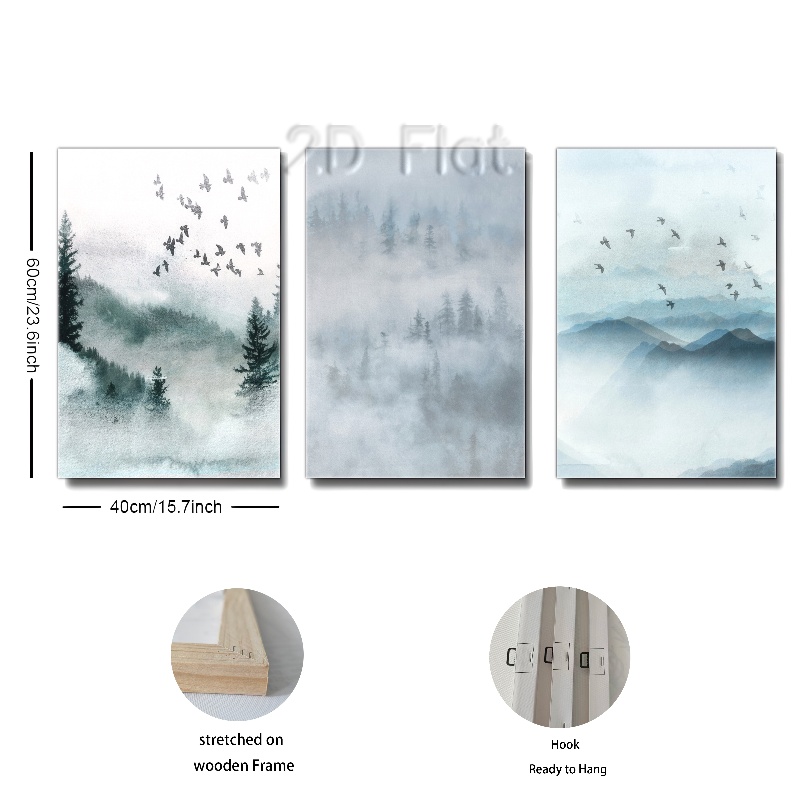 2D Flat
60cm/23.6inch
40cm/15.7inch
stretched on
wooden Frame
Hook
Ready to Hang